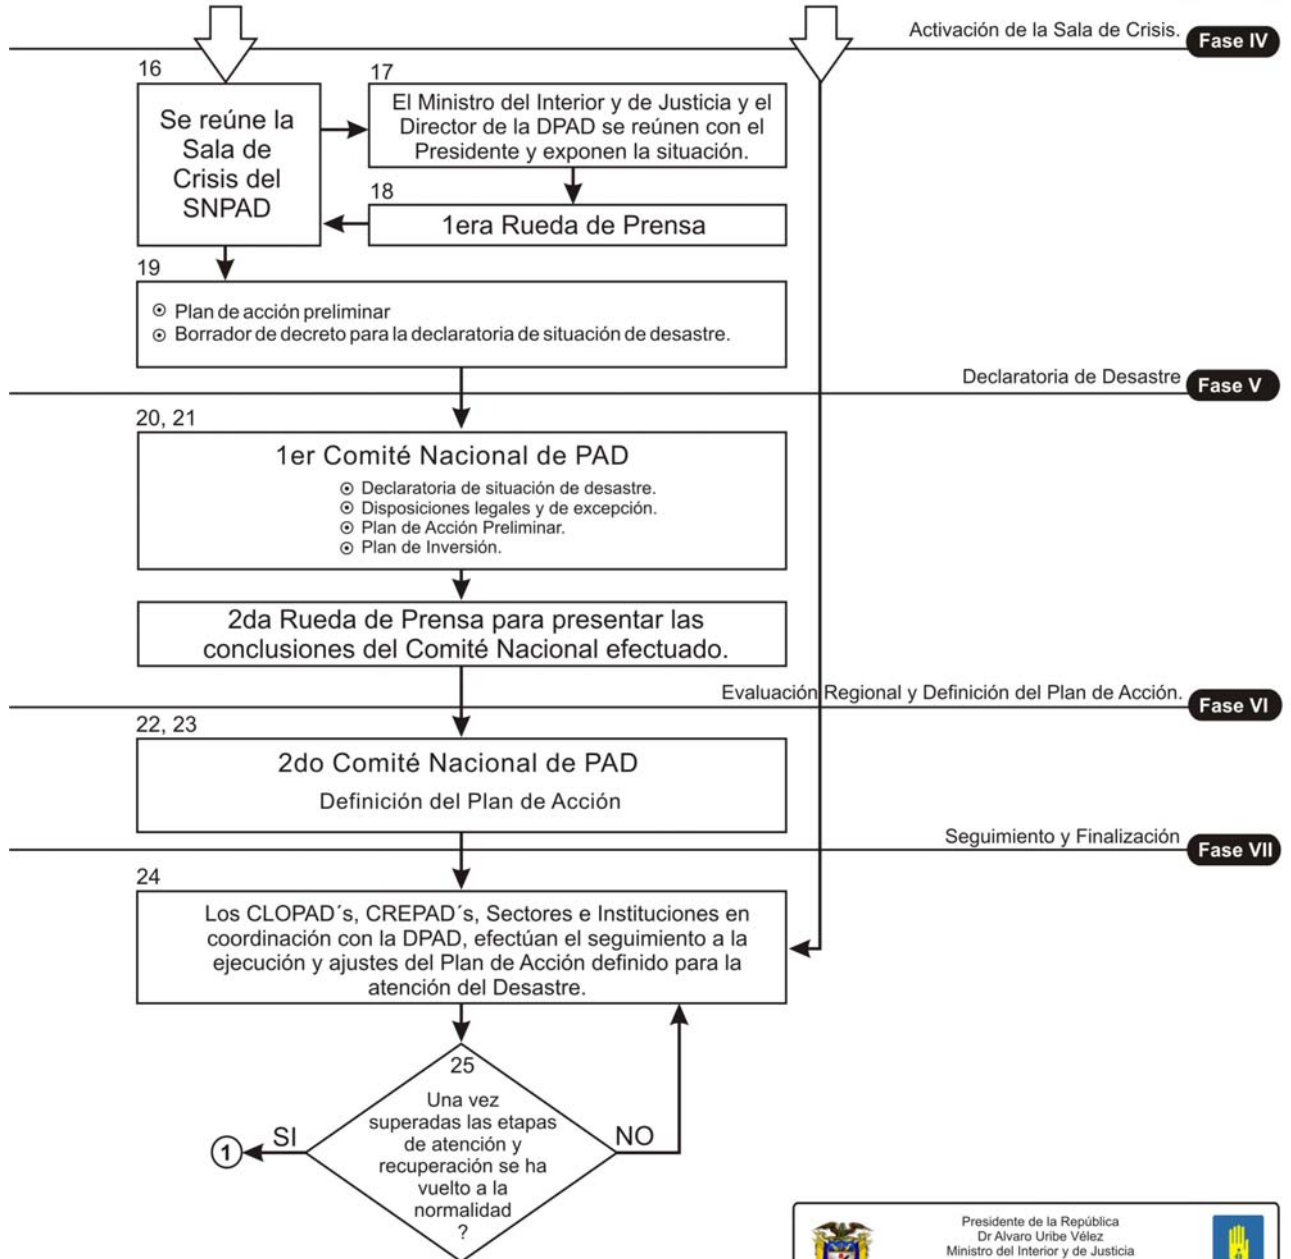 Activación de la Sala de Crisis.
Fase IV
16
Se reúne la
Sala de
Crisis del
SNPAD
17
El Ministro del Interior y de Justicia y el
Director de la DPAD se reúnen con el
Presidente y exponen la situación.
18
1era Rueda de Prensa
19
Plan de acción preliminar
Borrador de decreto para la declaratoria de situación de desastre.
Declaratoria de Desastre
Fase V
20, 21
1er Comité Nacional de PAD
Declaratoria de situación de desastre.
Disposiciones legales y de excepción.
Plan de Acción Preliminar.
Plan de Inversión.
2da Rueda de Prensa para presentar las
conclusiones del Comité Nacional efectuado.
Evaluación Regional y Definición del Plan de Acción.
Fase VI
22, 23
2do Comité Nacional de PAD
Definición del Plan de Acción
Seguimiento y Finalización
Fase VII
24
Los CLOPAD´s, CREPAD´s, Sectores e Instituciones en
coordinación con la DPAD, efectúan el seguimiento a la
ejecución y ajustes del Plan de Acción definido para la
atención del Desastre.
25
Una vez
superadas las etapas
de atención y
recuperación se ha
vuelto a la
normalidad
?
SI
NO
1
Presidente de la República
Dr Alvaro Uribe Vélez
Ministro del Interior y de Justicia